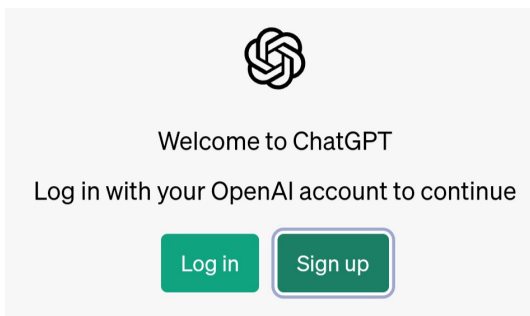 Welcome to ChatGPT
Log in with your OpenAI account to continue
Log in Sign up